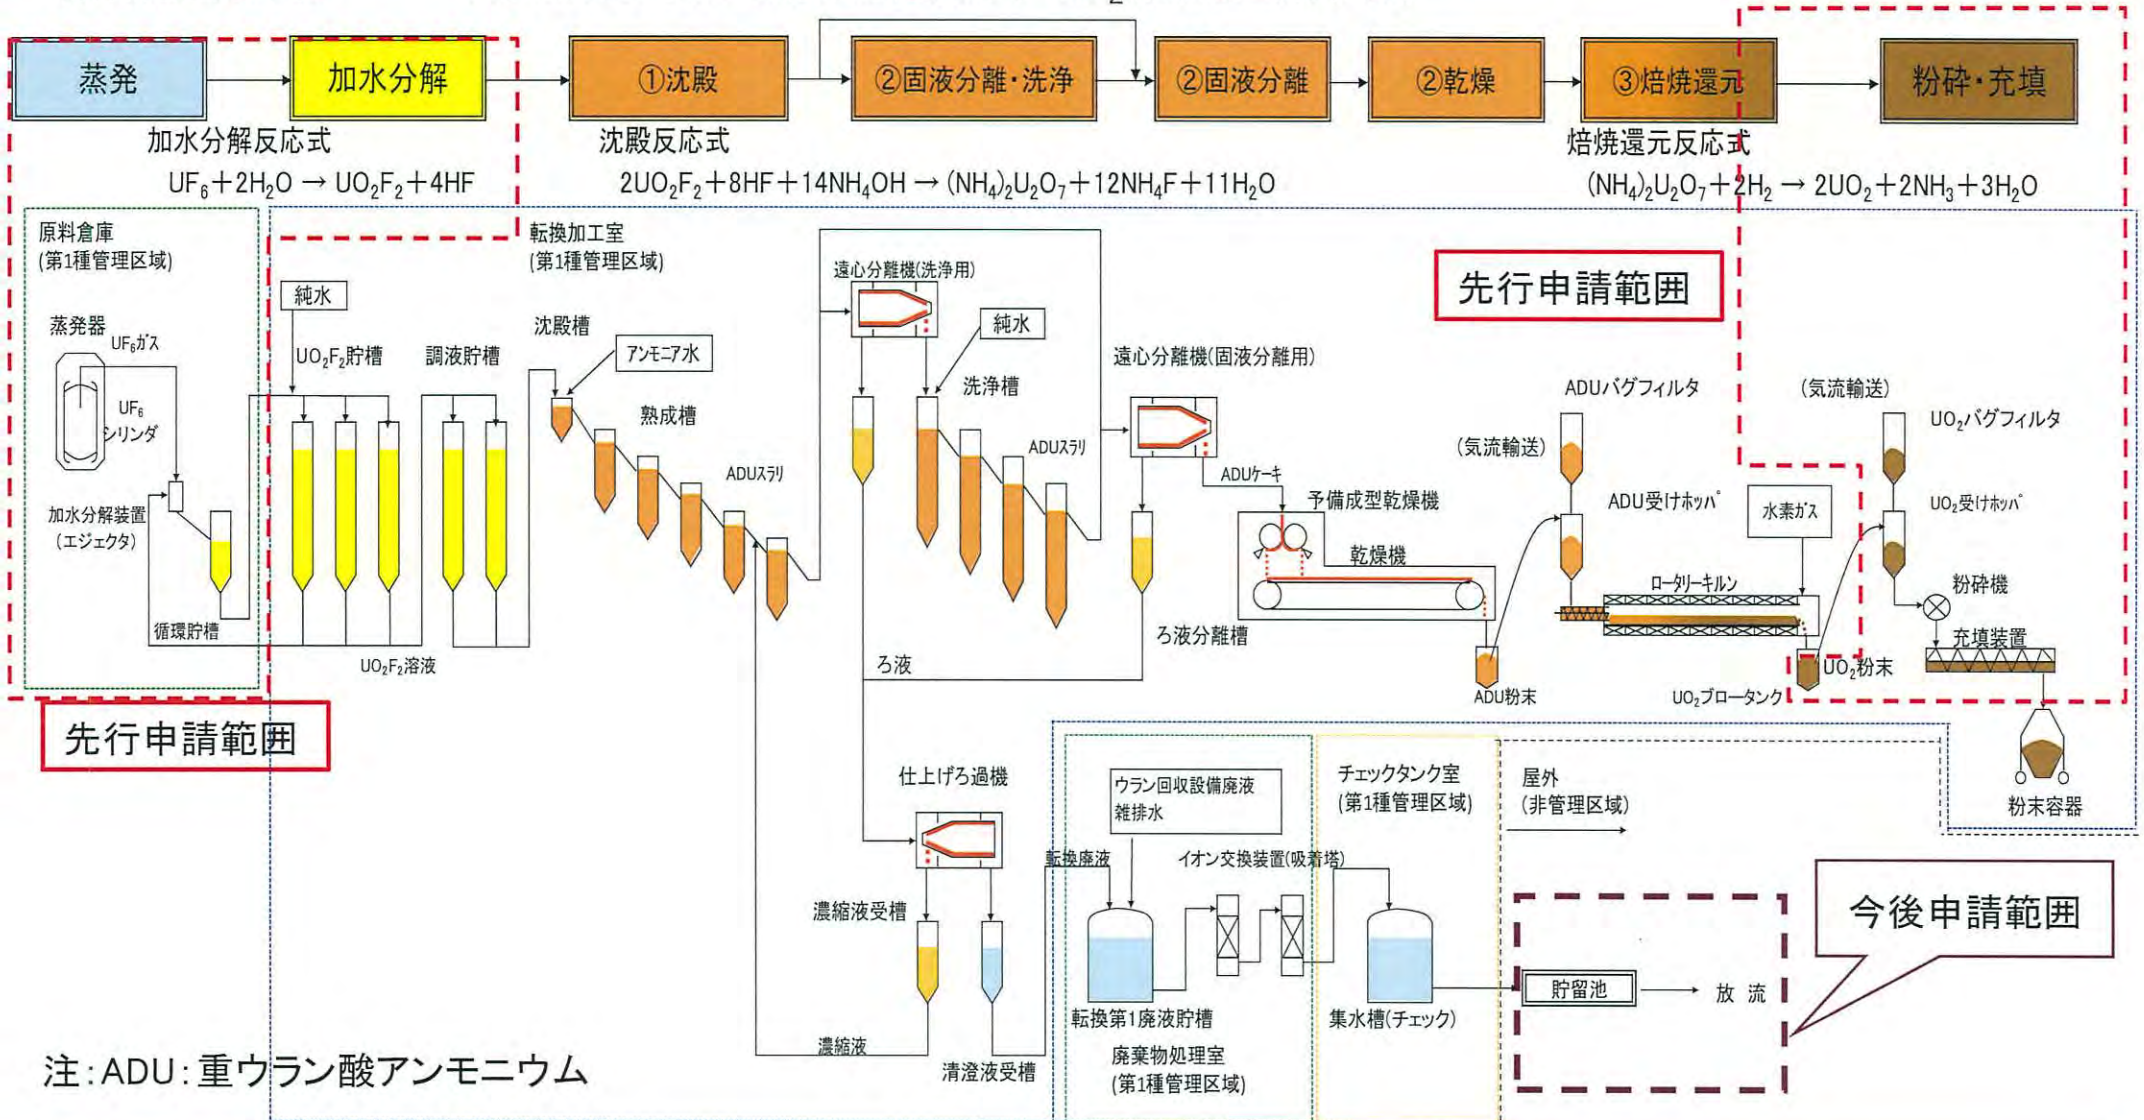 2
蒸発
加水分解
①沈殿
②固液分離・洗浄
②固液分離
②乾燥
③焙焼還元
粉砕・充填
加水分解反応式
沈殿反応式
焙焼還元反応式
UF₆+2H₂O → UO₂F₂+4HF
2UO₂F₂+8HF+14NH₄OH → (NH₄)₂U₂O₇+12NH₄F+11H₂O
(NH₄)₂U₂O₇+2H₂ → 2UO₂+2NH₃+3H₂O
原料倉庫
(第1種管理区域)
転換加工室
(第1種管理区域)
先行申請範囲
蒸発器
UF₆ガス
UF₆
シリンダ
加水分解装置
(エジェクタ)
循環貯槽
純水
UO₂F₂貯槽
調液貯槽
UO₂F₂溶液
沈殿槽
アンモニア水
熟成槽
ADUスラリ
遠心分離機(洗浄用)
純水
洗浄槽
ADUスラリ
遠心分離機(固液分離用)
ADUケーキ
ろ液分離槽
ろ液
予備成型乾燥機
乾燥機
ADU粉末
(気流輸送)
ADUバグフィルタ
ADU受けホッパ
水素ガス
ロータリーキルン
(気流輸送)
UO₂バグフィルタ
UO₂受けホッパ
粉砕機
充填装置
UO₂粉末
UO₂ブロータンク
粉末容器
先行申請範囲
仕上げろ過機
濃縮液受槽
濃縮液
清澄液受槽
転換廃液
ウラン回収設備廃液
雑排水
イオン交換装置(吸着塔)
転換第1廃液貯槽
廃棄物処理室
(第1種管理区域)
チェックタンク室
(第1種管理区域)
集水槽(チェック)
屋外
(非管理区域)
貯留池
放 流
今後申請範囲
注:ADU:重ウラン酸アンモニウム